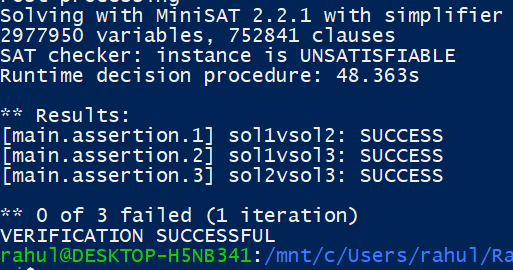 Solving with MiniSAT 2.2.1 with simplifier
2977950 variables, 752841 clauses
SAT checker: instance is UNSATISFIABLE
Runtime decision procedure: 48.363s
** Results:
[main.assertion.1] sol1vsol2: SUCCESS
[main.assertion.2] sol1vsol3: SUCCESS
[main.assertion.3] sol2vsol3: SUCCESS
** 0 of 3 failed (1 iteration)
VERIFICATION SUCCESSFUL
rahul@DESKTOP-H5NB341:/mnt/c/Users/rahul/Ra